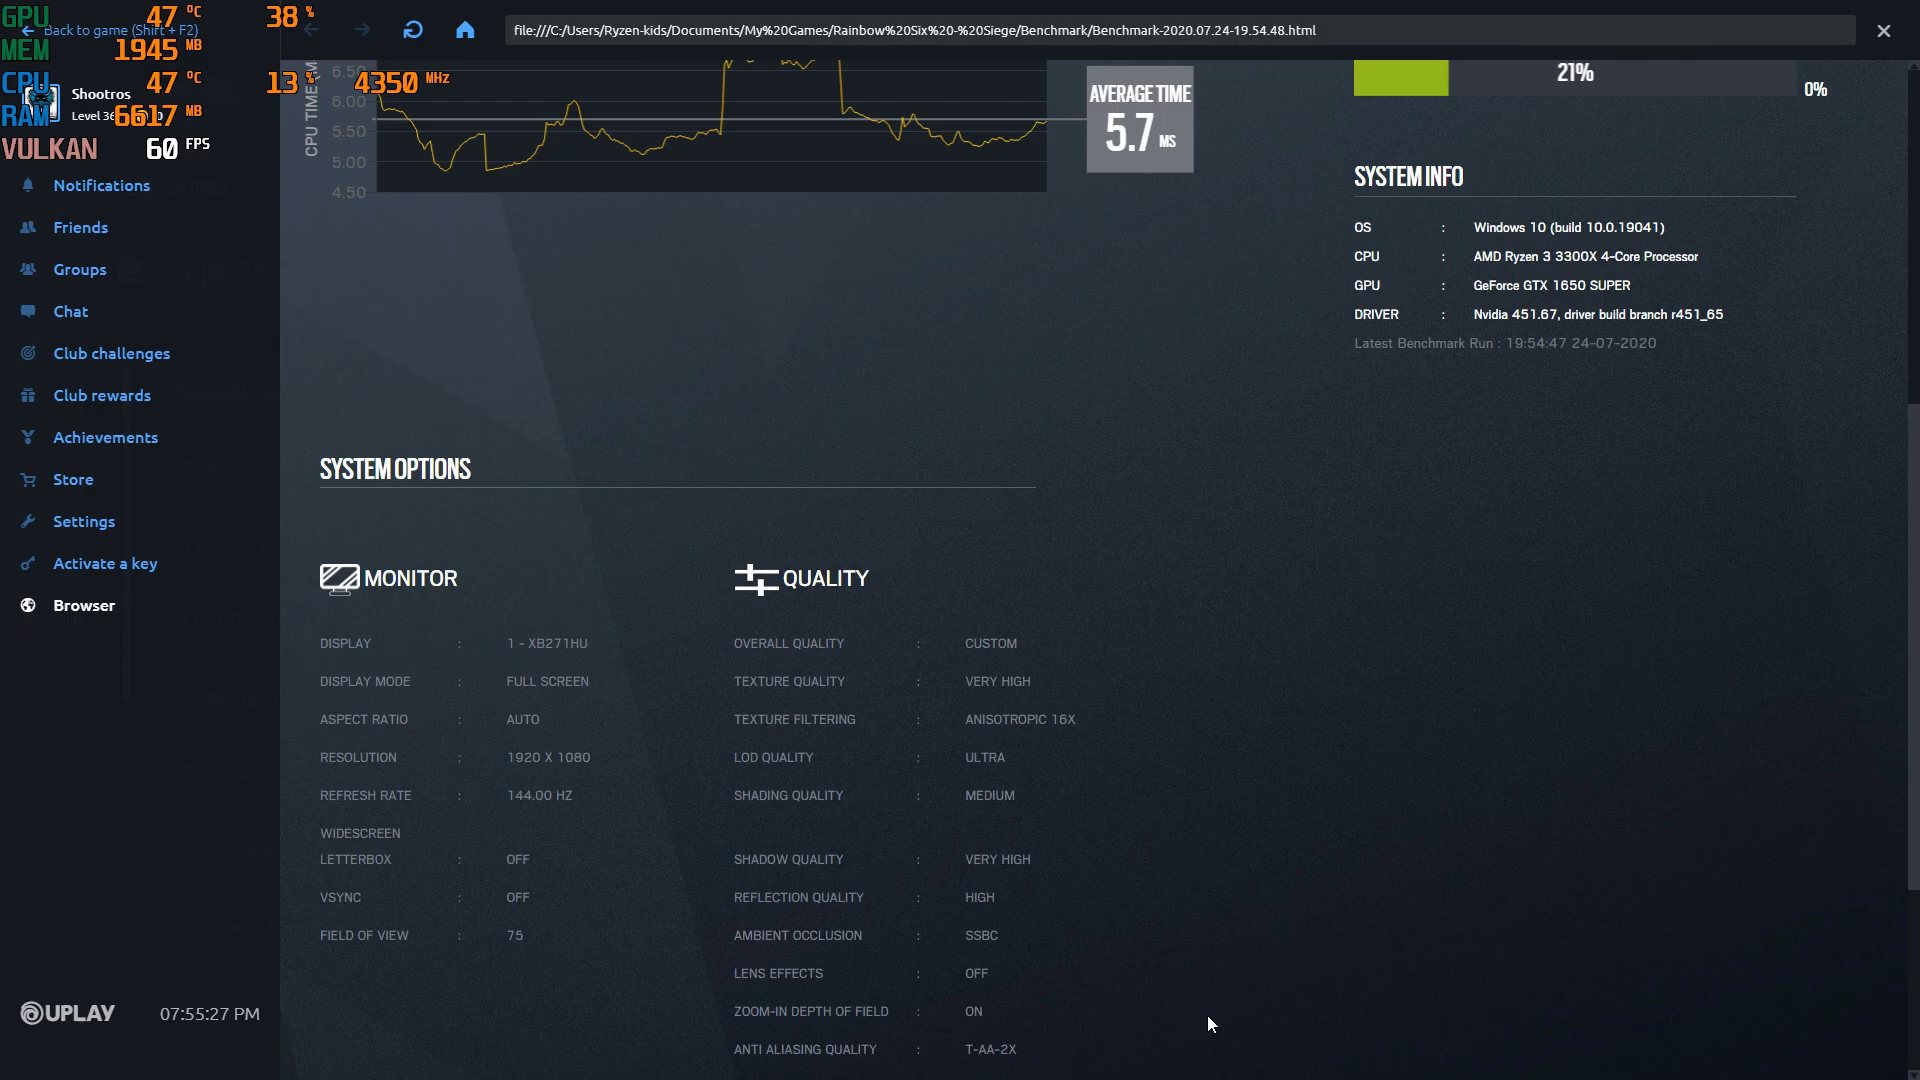 GPU 47 °C 38 %
Back to game (Shift + F2)
file:///C:/Users/Ryzen-kids/Documents/My%20Games/Rainbow%20Six%20-%20Siege/Benchmark/Benchmark-2020.07.24-19.54.48.html
MEM 1945 MB
CPU 47 °C 13 % 4350 MHz
Shootros
Level 36
RAM 6617 MB
VULKAN 60 FPS
Notifications
Friends
Groups
Chat
Club challenges
Club rewards
Achievements
Store
Settings
Activate a key
Browser
UPLAY 07:55:27 PM
CPU TIME
6.50
6.00
5.50
5.00
4.50
AVERAGE TIME
5.7 MS
21%
0%
SYSTEM INFO
OS : Windows 10 (build 10.0.19041)
CPU : AMD Ryzen 3 3300X 4-Core Processor
GPU : GeForce GTX 1650 SUPER
DRIVER : Nvidia 451.67, driver build branch r451_65
Latest Benchmark Run : 19:54:47 24-07-2020
SYSTEM OPTIONS
MONITOR
DISPLAY : 1 - XB271HU
DISPLAY MODE : FULL SCREEN
ASPECT RATIO : AUTO
RESOLUTION : 1920 X 1080
REFRESH RATE : 144.00 HZ
WIDESCREEN
LETTERBOX : OFF
VSYNC : OFF
FIELD OF VIEW : 75
QUALITY
OVERALL QUALITY : CUSTOM
TEXTURE QUALITY : VERY HIGH
TEXTURE FILTERING : ANISOTROPIC 16X
LOD QUALITY : ULTRA
SHADING QUALITY : MEDIUM
SHADOW QUALITY : VERY HIGH
REFLECTION QUALITY : HIGH
AMBIENT OCCLUSION : SSBC
LENS EFFECTS : OFF
ZOOM-IN DEPTH OF FIELD : ON
ANTI ALIASING QUALITY : T-AA-2X